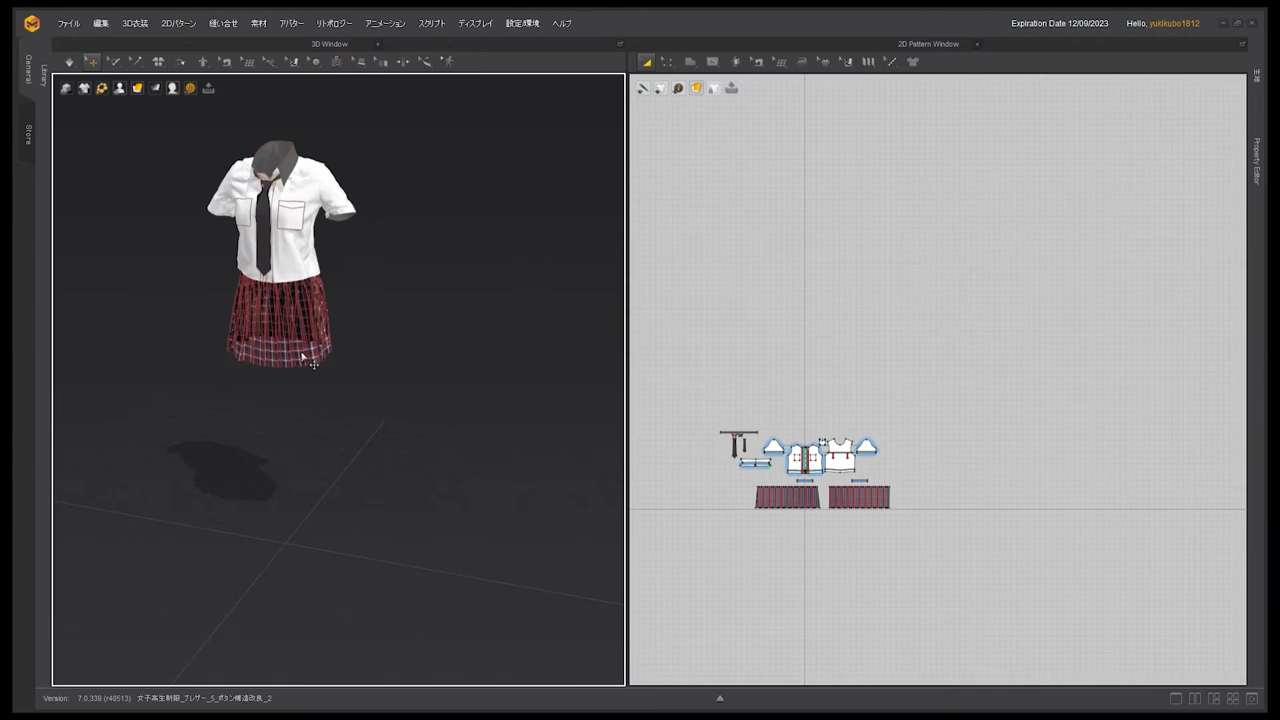 ファイル 編集 3D衣装 2Dパターン 縫い合せ 素材 アバター リトポロジー アニメーション スクリプト ディスプレイ 設定/環境 ヘルプ Expiration Date 12/09/2023 Hello, yukikubo1812
3D Window 2D Pattern Window
General
Library
Store
Property Editor
Version: 7.0.339 (r40513) 女子高生制服_ブレザー_5_ボタン構造改良_2